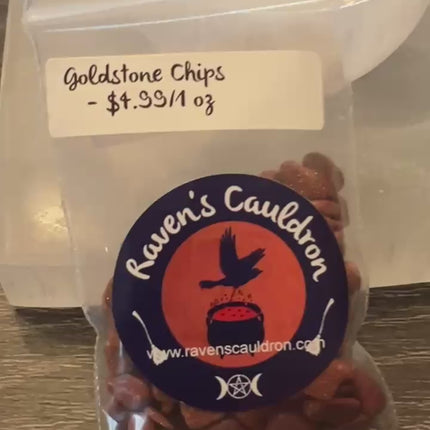 Goldstone Chips
- $4.99/1 oz
Raven's Cauldron
www.ravenscauldron.com